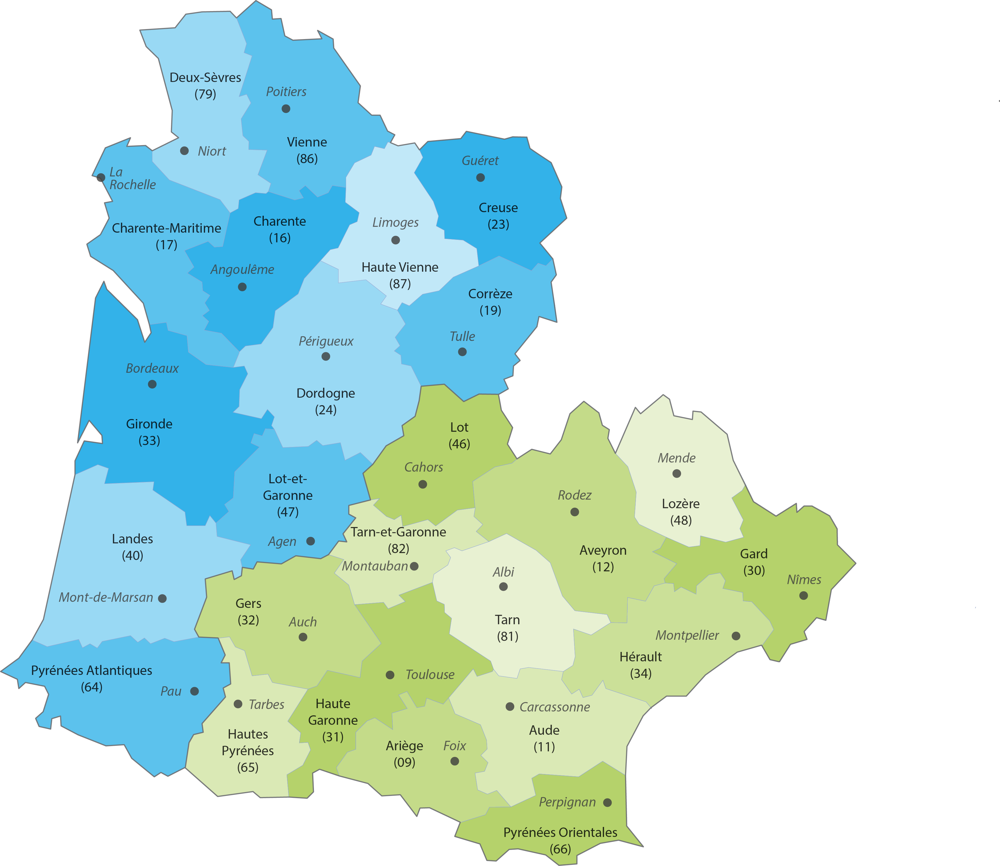 Deux-Sèvres
(79)
Poitiers
Niort
Vienne
(86)
La
Rochelle
Guéret
Creuse
(23)
Charente-Maritime
(17)
Charente
(16)
Angoulême
Limoges
Haute Vienne
(87)
Corrèze
(19)
Tulle
Périgueux
Dordogne
(24)
Bordeaux
Gironde
(33)
Lot
(46)
Cahors
Lot-et-
Garonne
(47)
Agen
Mende
Lozère
(48)
Rodez
Aveyron
(12)
Landes
(40)
Mont-de-Marsan
Tarn-et-Garonne
(82)
Montauban
Albi
Tarn
(81)
Gard
(30)
Nîmes
Gers
(32)
Auch
Montpellier
Hérault
(34)
Pyrénées Atlantiques
(64)
Pau
Tarbes
Hautes
Pyrénées
(65)
Toulouse
Haute
Garonne
(31)
Ariège
(09)
Foix
Carcassonne
Aude
(11)
Perpignan
Pyrénées Orientales
(66)